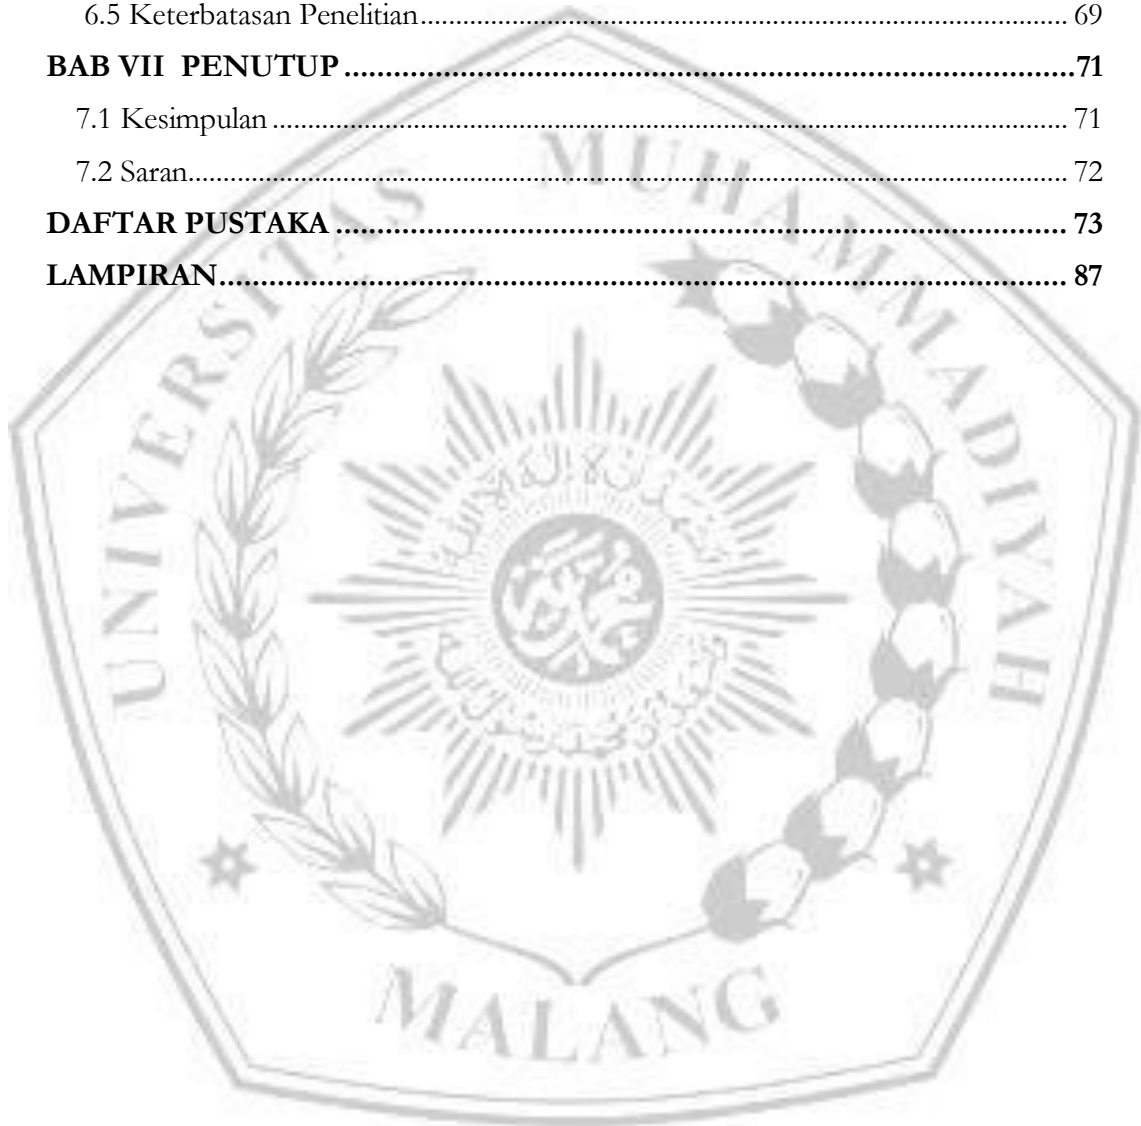 6.5 Keterbatasan Penelitian.......... 69
BAB VII  PENUTUP..........71
7.1 Kesimpulan.......... 71
7.2 Saran.......... 72
DAFTAR PUSTAKA.......... 73
LAMPIRAN.......... 87
UNIVERSITAS MUHAMMADIYAH
MALANG